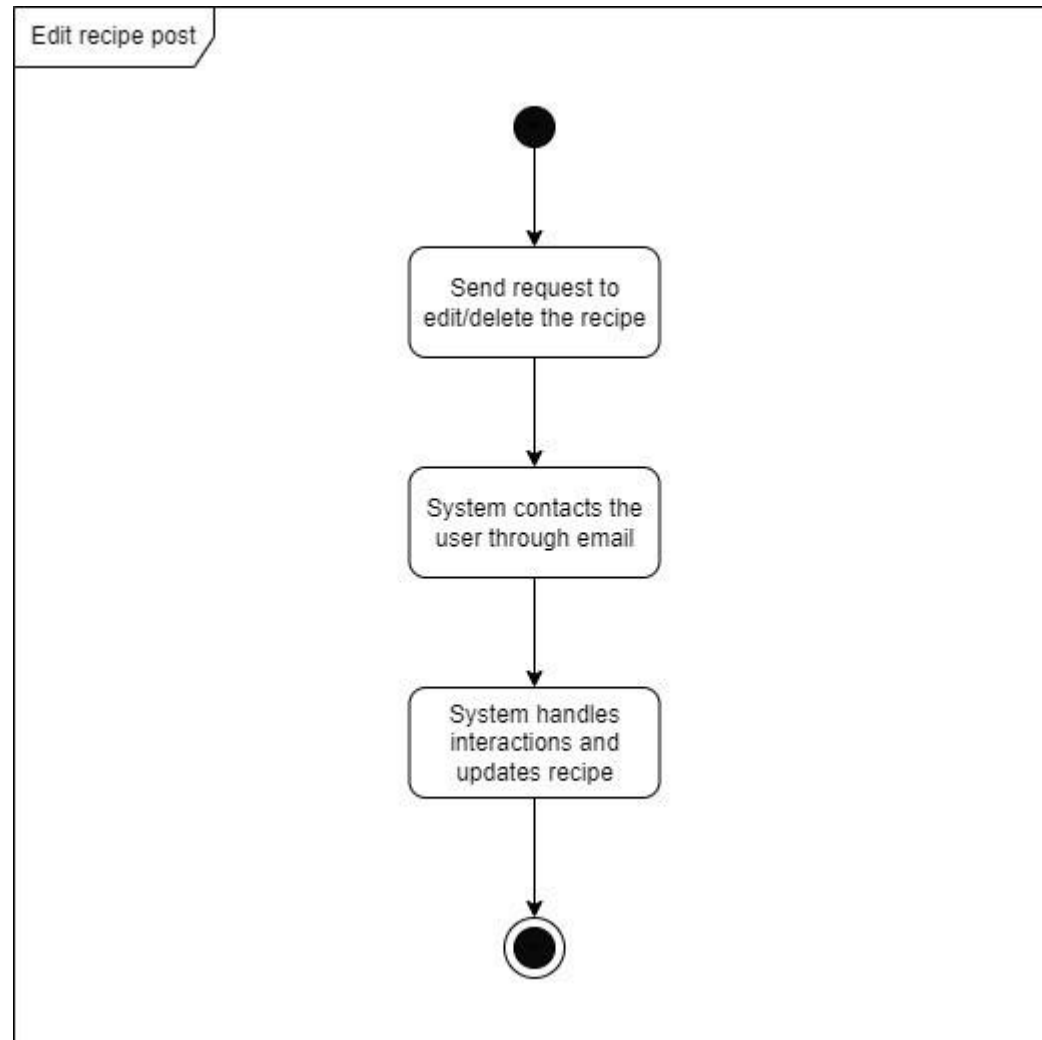 Edit recipe post
Send request to
edit/delete the recipe
System contacts the
user through email
System handles
interactions and
updates recipe